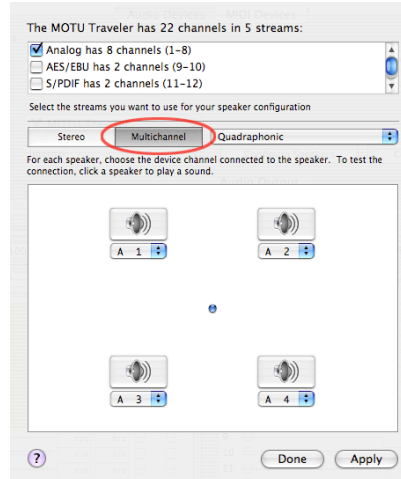 The MOTU Traveler has 22 channels in 5 streams:
Analog has 8 channels (1-8)
AES/EBU has 2 channels (9-10)
S/PDIF has 2 channels (11-12)
Select the streams you want to use for your speaker configuration
Stereo Multichannel Quadraphonic
For each speaker, choose the device channel connected to the speaker. To test the
connection, click a speaker to play a sound.
A 1 A 2
A 3 A 4
? Done Apply